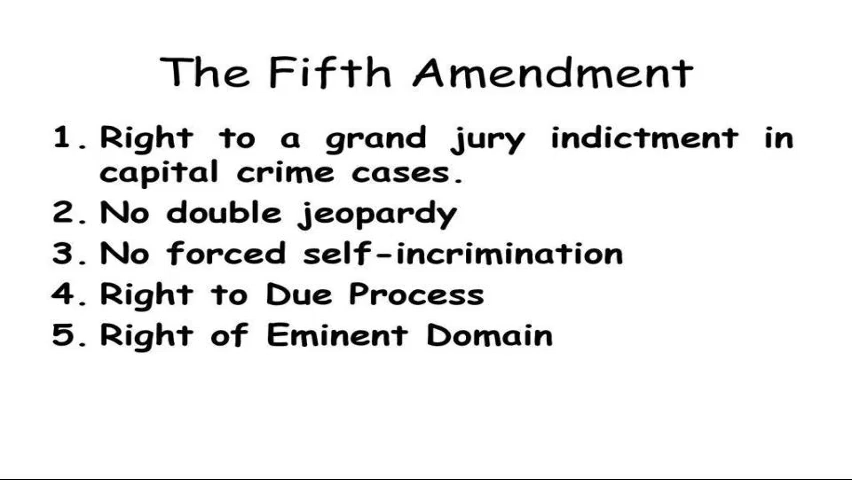 The Fifth Amendment
1. Right to a grand jury indictment in
capital crime cases.
2. No double jeopardy
3. No forced self-incrimination
4. Right to Due Process
5. Right of Eminent Domain